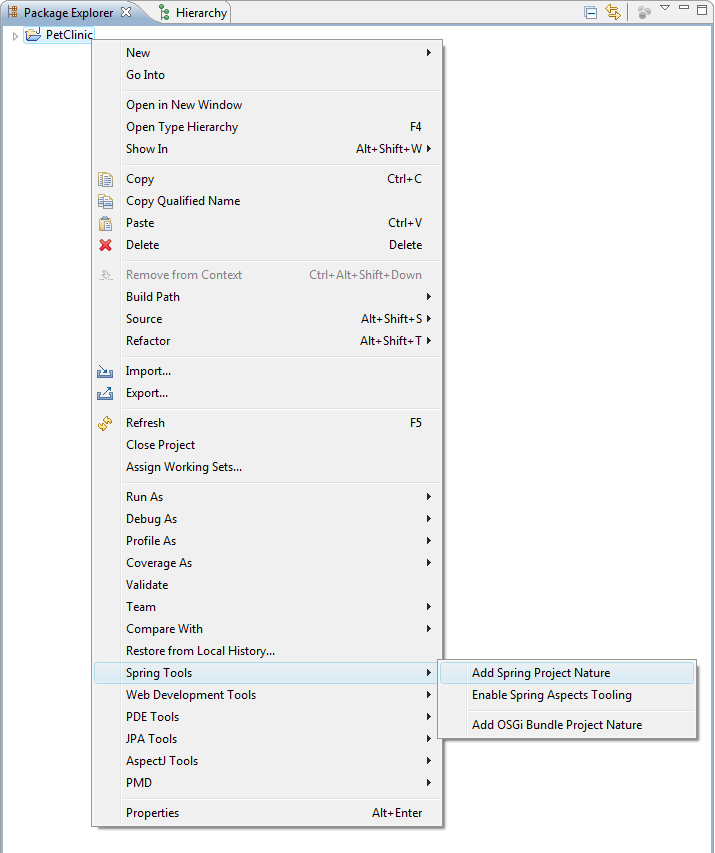 Package Explorer Hierarchy
PetClinic
New
Go Into
Open in New Window
Open Type Hierarchy F4
Show In Alt+Shift+W
Copy Ctrl+C
Copy Qualified Name
Paste Ctrl+V
Delete Delete
Remove from Context Ctrl+Alt+Shift+Down
Build Path
Source Alt+Shift+S
Refactor Alt+Shift+T
Import...
Export...
Refresh F5
Close Project
Assign Working Sets...
Run As
Debug As
Profile As
Coverage As
Validate
Team
Compare With
Restore from Local History...
Spring Tools
Web Development Tools
PDE Tools
JPA Tools
AspectJ Tools
PMD
Properties Alt+Enter
Add Spring Project Nature
Enable Spring Aspects Tooling
Add OSGi Bundle Project Nature